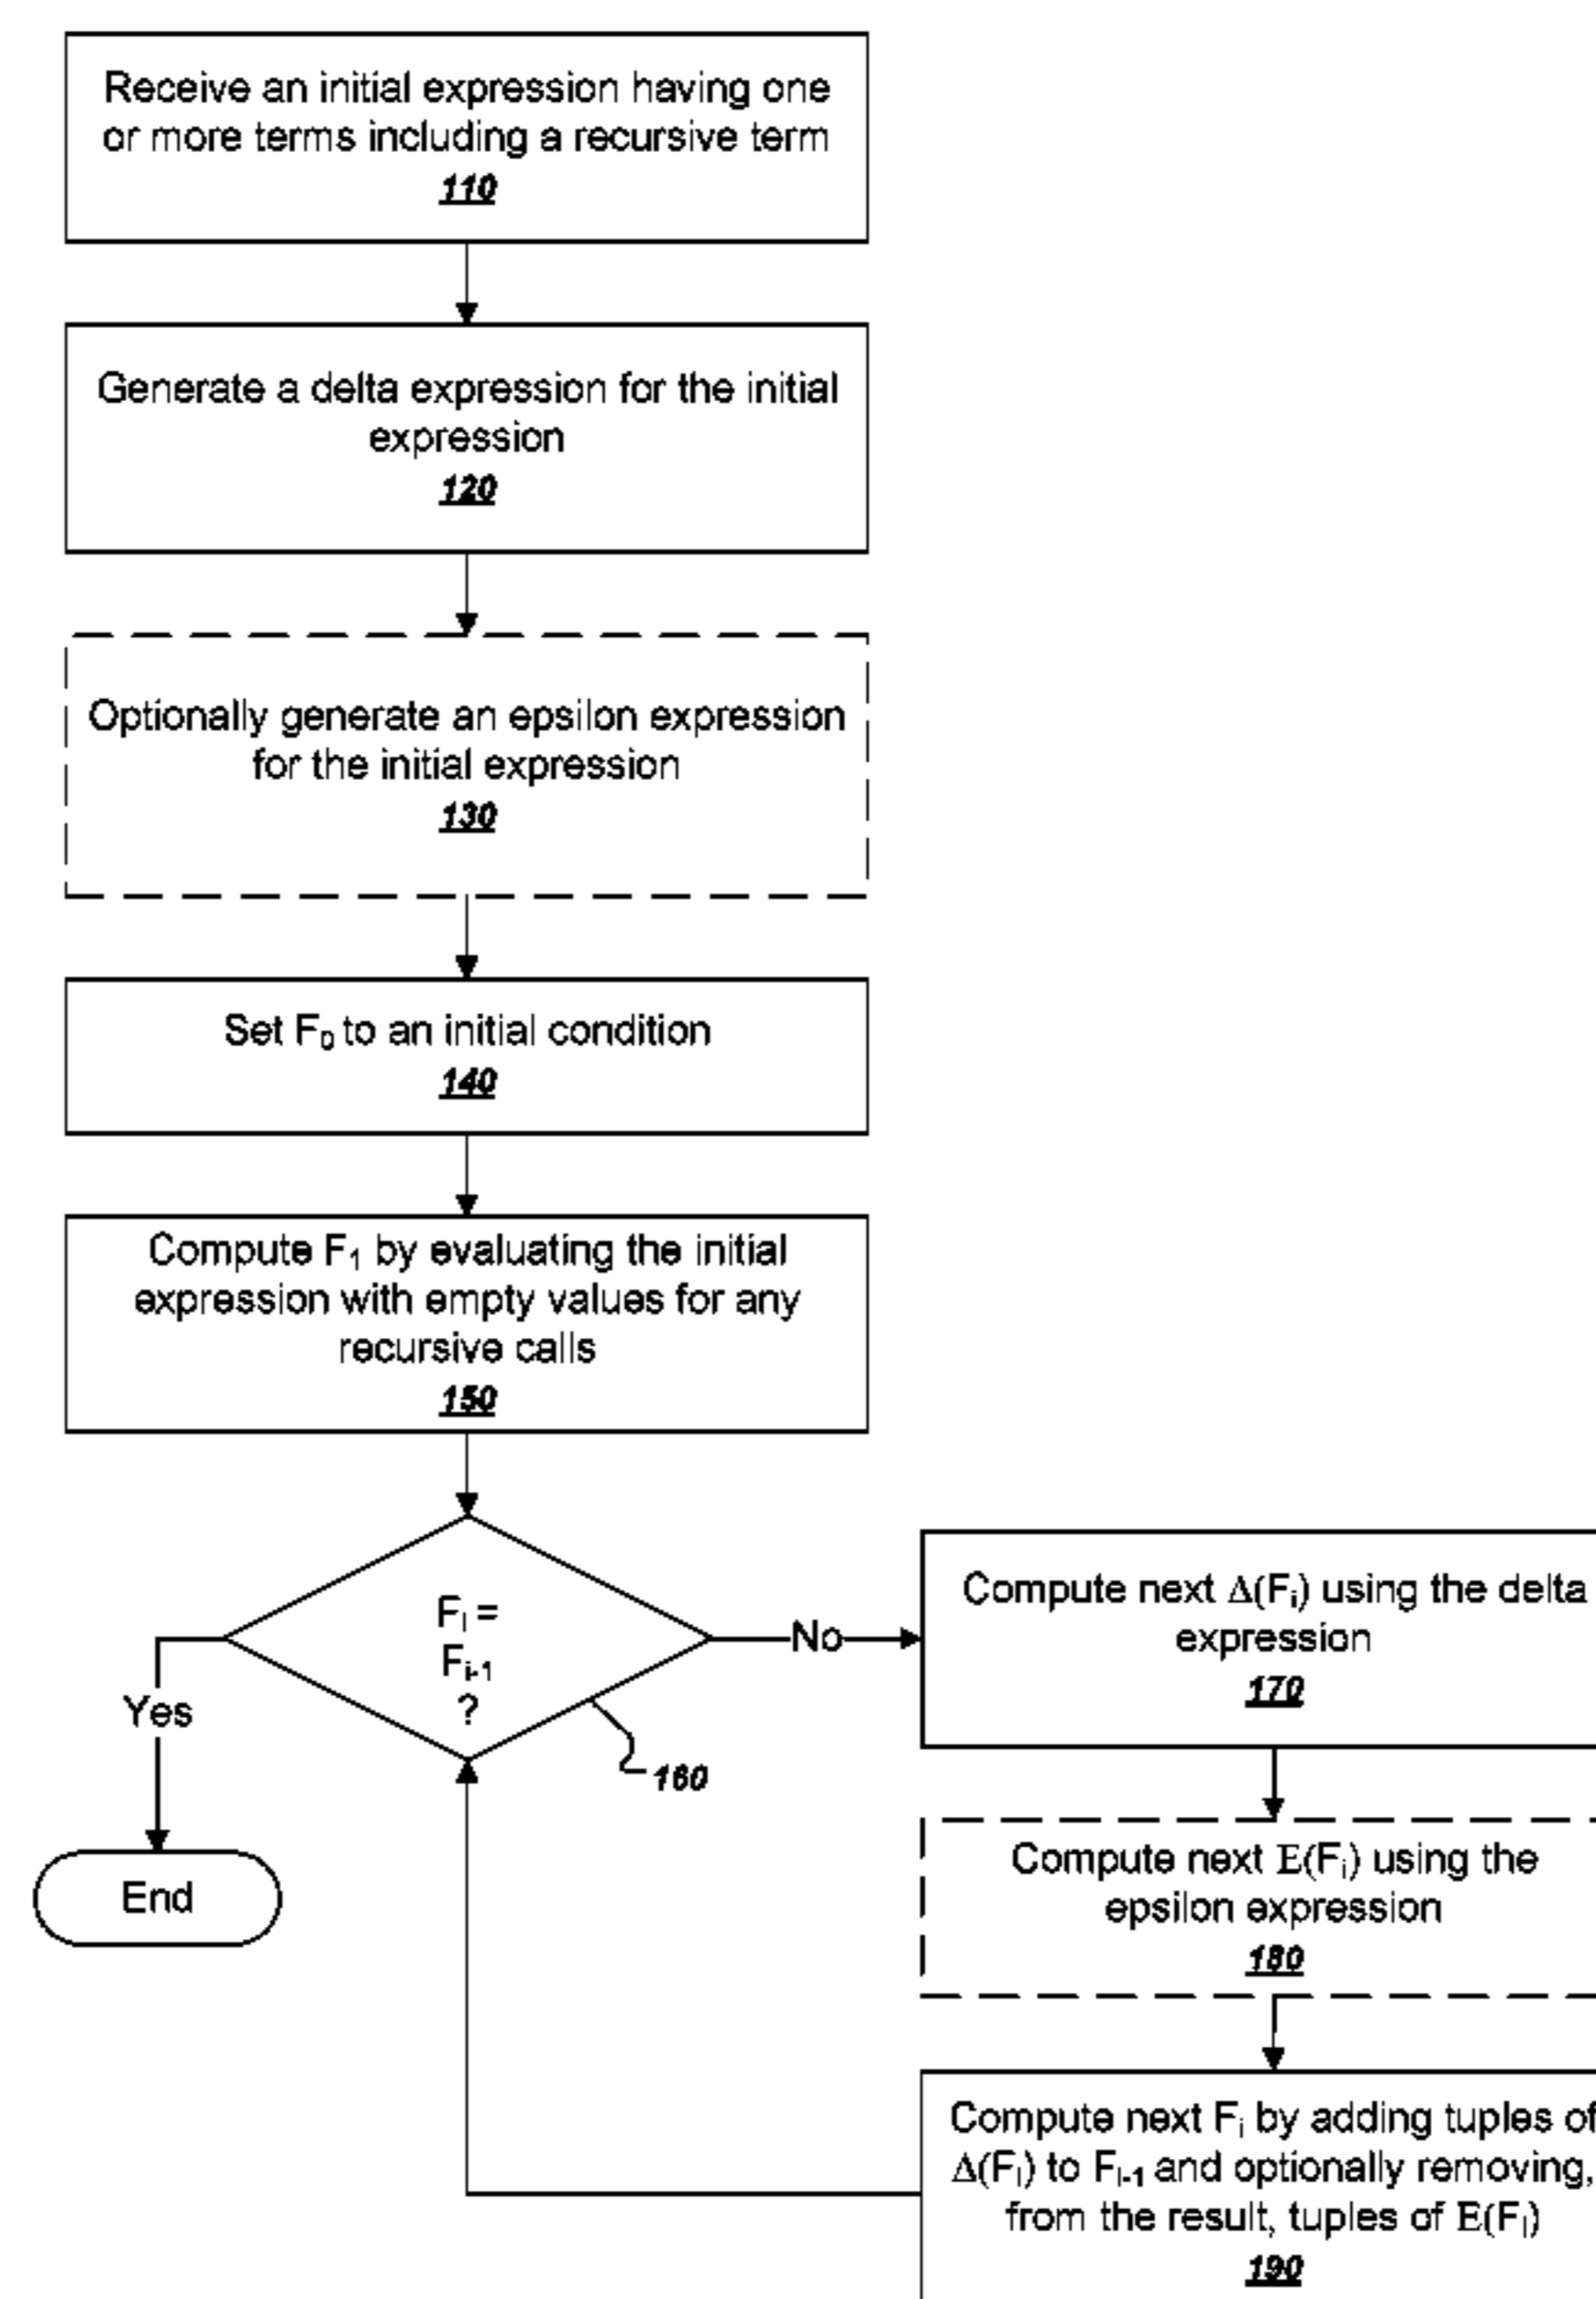 Receive an initial expression having one
or more terms including a recursive term
110
Generate a delta expression for the initial
expression
120
Optionally generate an epsilon expression
for the initial expression
130
Set F₀ to an initial condition
140
Compute F₁ by evaluating the initial
expression with empty values for any
recursive calls
150
Fᵢ =
Fᵢ₋₁
?
160
No
Yes
End
Compute next Δ(Fᵢ) using the delta
expression
170
Compute next E(Fᵢ) using the
epsilon expression
180
Compute next Fᵢ by adding tuples of
Δ(Fᵢ) to Fᵢ₋₁ and optionally removing,
from the result, tuples of E(Fᵢ)
190